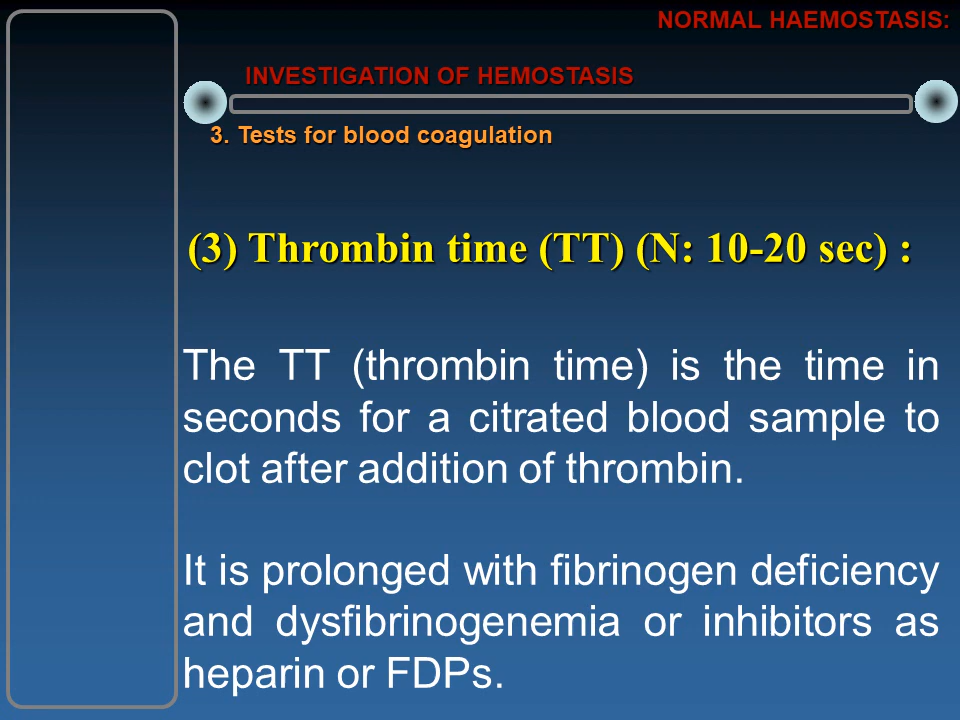 NORMAL HAEMOSTASIS:
INVESTIGATION OF HEMOSTASIS
3. Tests for blood coagulation
(3) Thrombin time (TT) (N: 10-20 sec) :
The TT (thrombin time) is the time in
seconds for a citrated blood sample to
clot after addition of thrombin.
It is prolonged with fibrinogen deficiency
and dysfibrinogenemia or inhibitors as
heparin or FDPs.